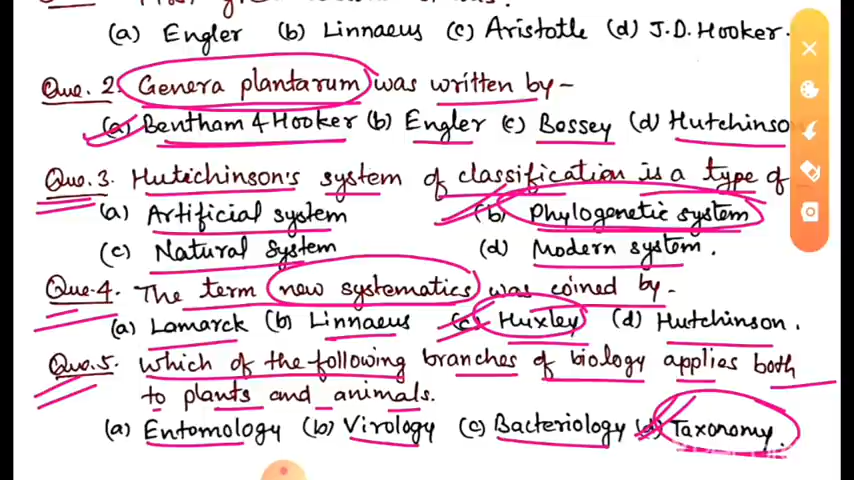 (a) Engler (b) Linnaeus (c) Aristotle (d) J.D. Hooker.
Que. 2. Genera plantarum was written by-
(a) Bentham & Hooker (b) Engler (c) Bessey (d) Hutchinso
Que. 3 Hutichinson's system of classification is a type of
(a) Artificial system (b) Phylogenetic system
(c) Natural System (d) Modern system.
Que-4. The term new systematics was coined by-
(a) Lamarck (b) Linnaeus (c) Huxley (d) Hutchinson.
Que.5. Which of the following branches of biology applies both
to plants and animals.
(a) Entomology (b) Virology (c) Bacteriology (d) Taxonomy.